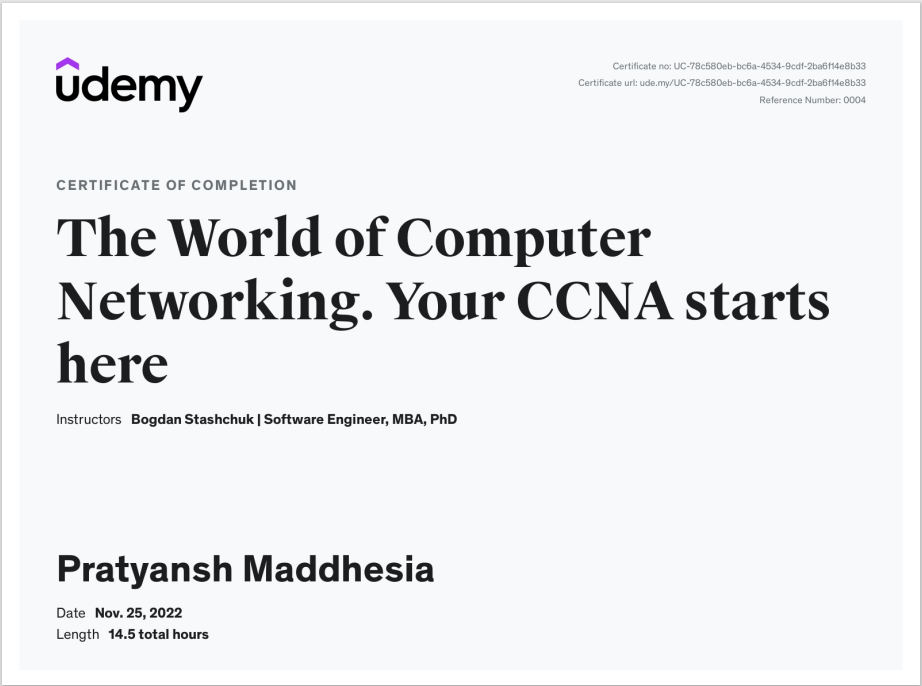 udemy
Certificate no: UC-78c580eb-bc6a-4534-9cdf-2ba6f14e8b33
Certificate url: ude.my/UC-78c580eb-bc6a-4534-9cdf-2ba6f14e8b33
Reference Number: 0004
CERTIFICATE OF COMPLETION
The World of Computer
Networking. Your CCNA starts
here
Instructors Bogdan Stashchuk | Software Engineer, MBA, PhD
Pratyansh Maddhesia
Date Nov. 25, 2022
Length 14.5 total hours